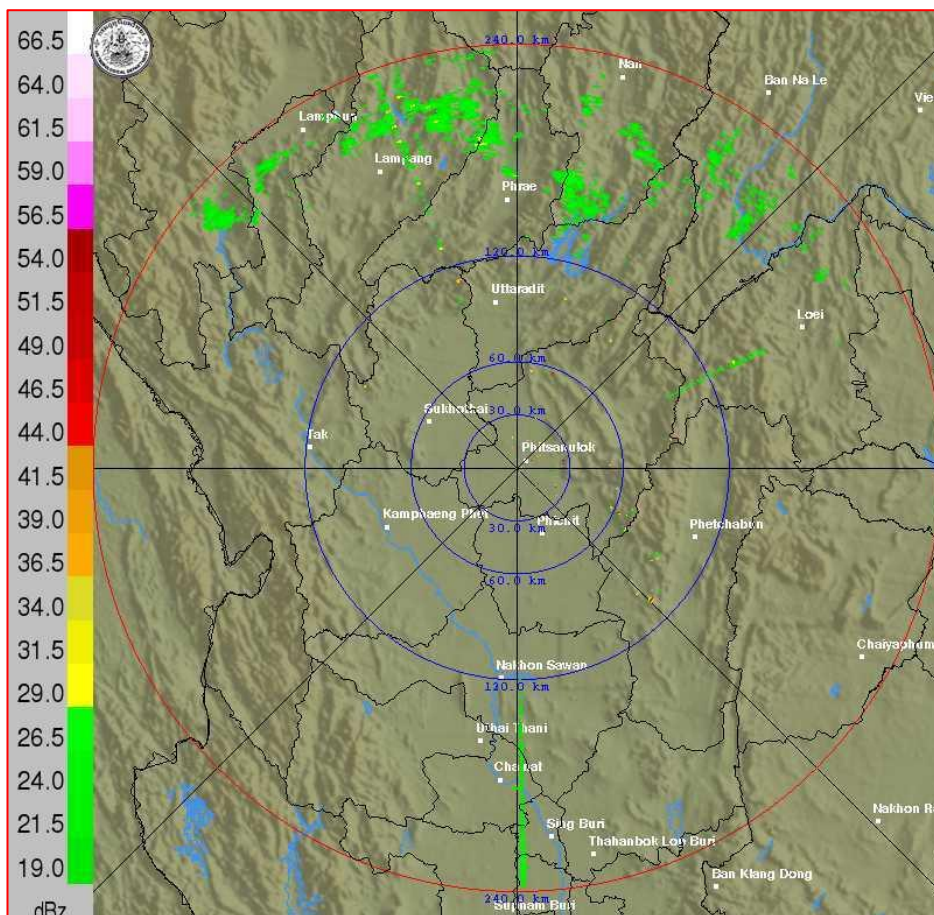 66.5
64.0
61.5
59.0
56.5
54.0
51.5
49.0
46.5
44.0
41.5
39.0
36.5
34.0
31.5
29.0
26.5
24.0
21.5
19.0
dBz
240.0 km
Nan
Ban Na Le
Vie
Lamphun
Lampang
Phrae
120.0 km
Uttaradit
Loei
60.0 km
30.0 km
Sukhothai
Tak
Phitsanulok
Kamphaeng Phet
Phichit
30.0 km
Phetchabun
60.0 km
Nakhon Sawan
120.0 km
Chaiyaphum
Uthai Thani
Chainat
Sing Buri
Thahanbok Lop Buri
Nakhon Ra
Ban Klang Dong
240.0 km
Suphan Buri